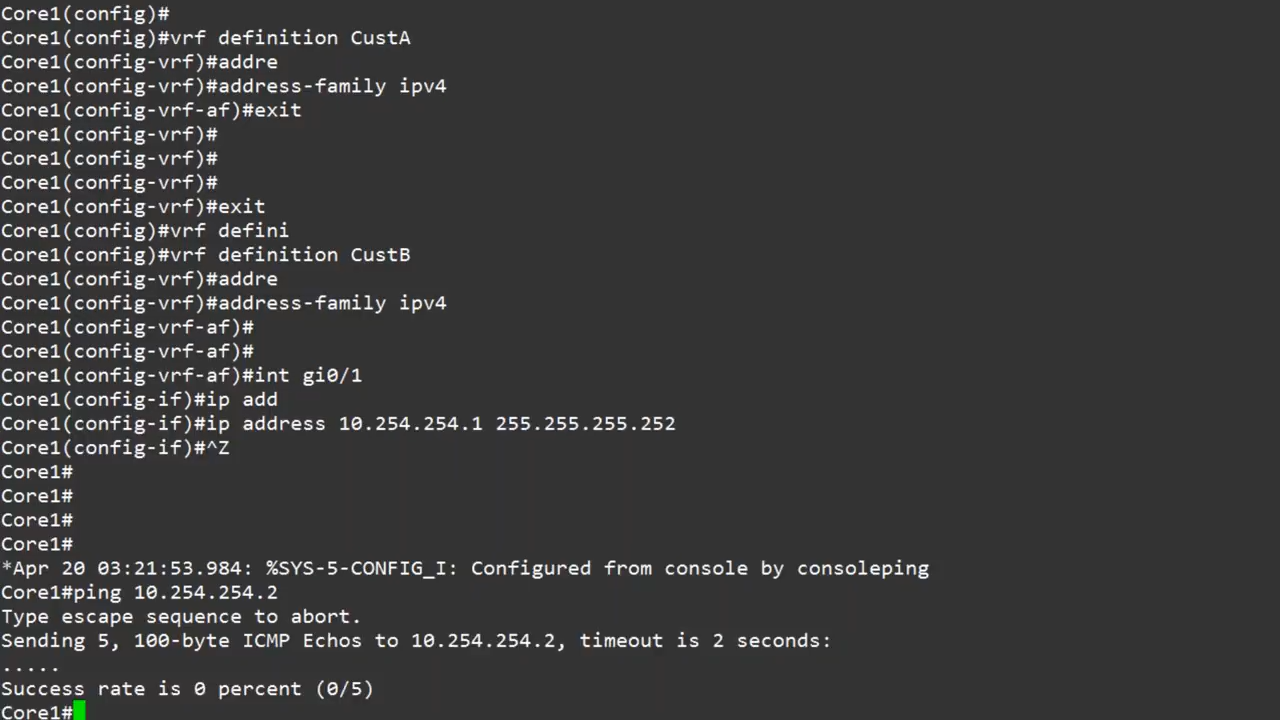 Core1(config)#
Core1(config)#vrf definition CustA
Core1(config-vrf)#addre
Core1(config-vrf)#address-family ipv4
Core1(config-vrf-af)#exit
Core1(config-vrf)#
Core1(config-vrf)#
Core1(config-vrf)#
Core1(config-vrf)#exit
Core1(config)#vrf defini
Core1(config)#vrf definition CustB
Core1(config-vrf)#addre
Core1(config-vrf)#address-family ipv4
Core1(config-vrf-af)#
Core1(config-vrf-af)#
Core1(config-vrf-af)#int gi0/1
Core1(config-if)#ip add
Core1(config-if)#ip address 10.254.254.1 255.255.255.252
Core1(config-if)#^Z
Core1#
Core1#
Core1#
Core1#
*Apr 20 03:21:53.984: %SYS-5-CONFIG_I: Configured from console by consoleping
Core1#ping 10.254.254.2
Type escape sequence to abort.
Sending 5, 100-byte ICMP Echos to 10.254.254.2, timeout is 2 seconds:
.....
Success rate is 0 percent (0/5)
Core1#